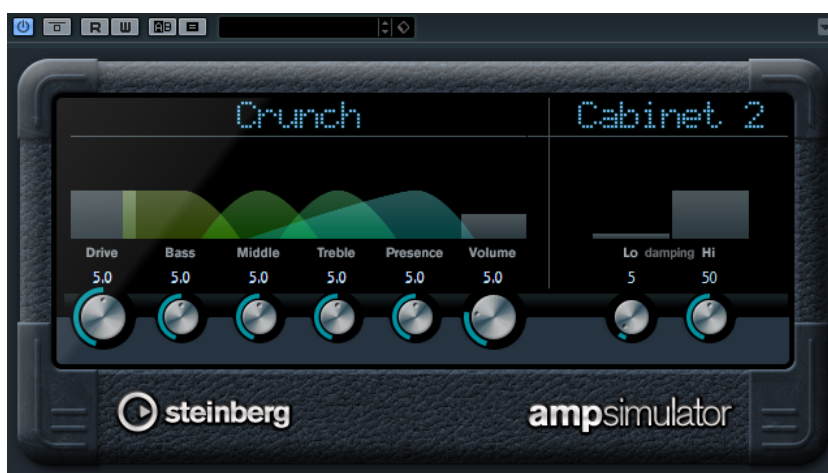 R W AB
Crunch Cabinet 2
Drive Bass Middle Treble Presence Volume Lo damping Hi
5.0 5.0 5.0 5.0 5.0 5.0 5 50
steinberg ampsimulator